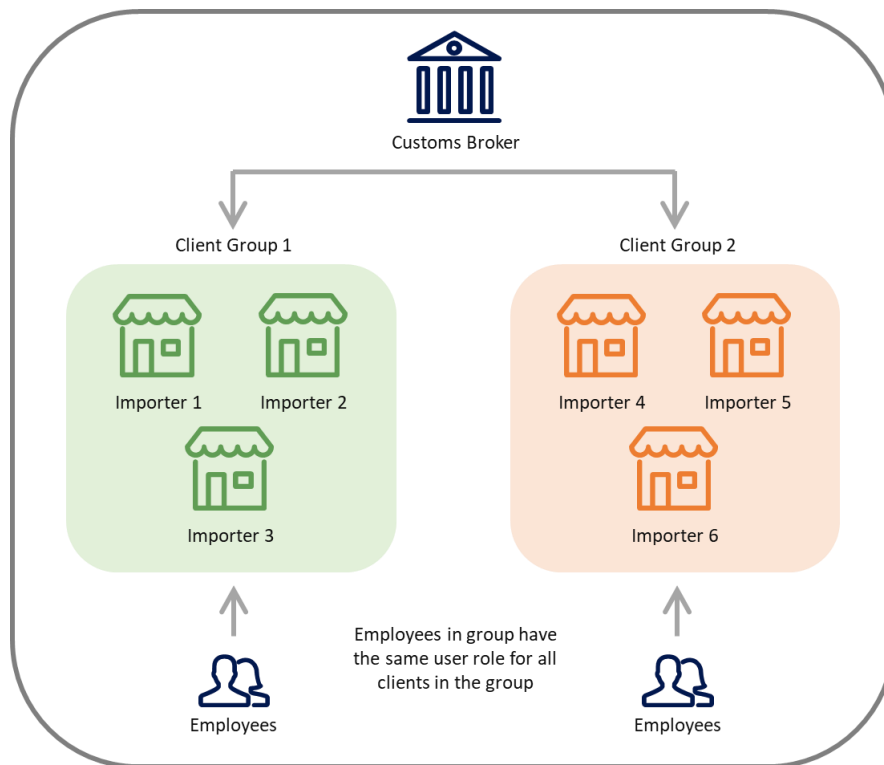 Customs Broker
Client Group 1
Client Group 2
Importer 1
Importer 2
Importer 4
Importer 5
Importer 3
Importer 6
Employees in group have
the same user role for all
clients in the group
Employees
Employees